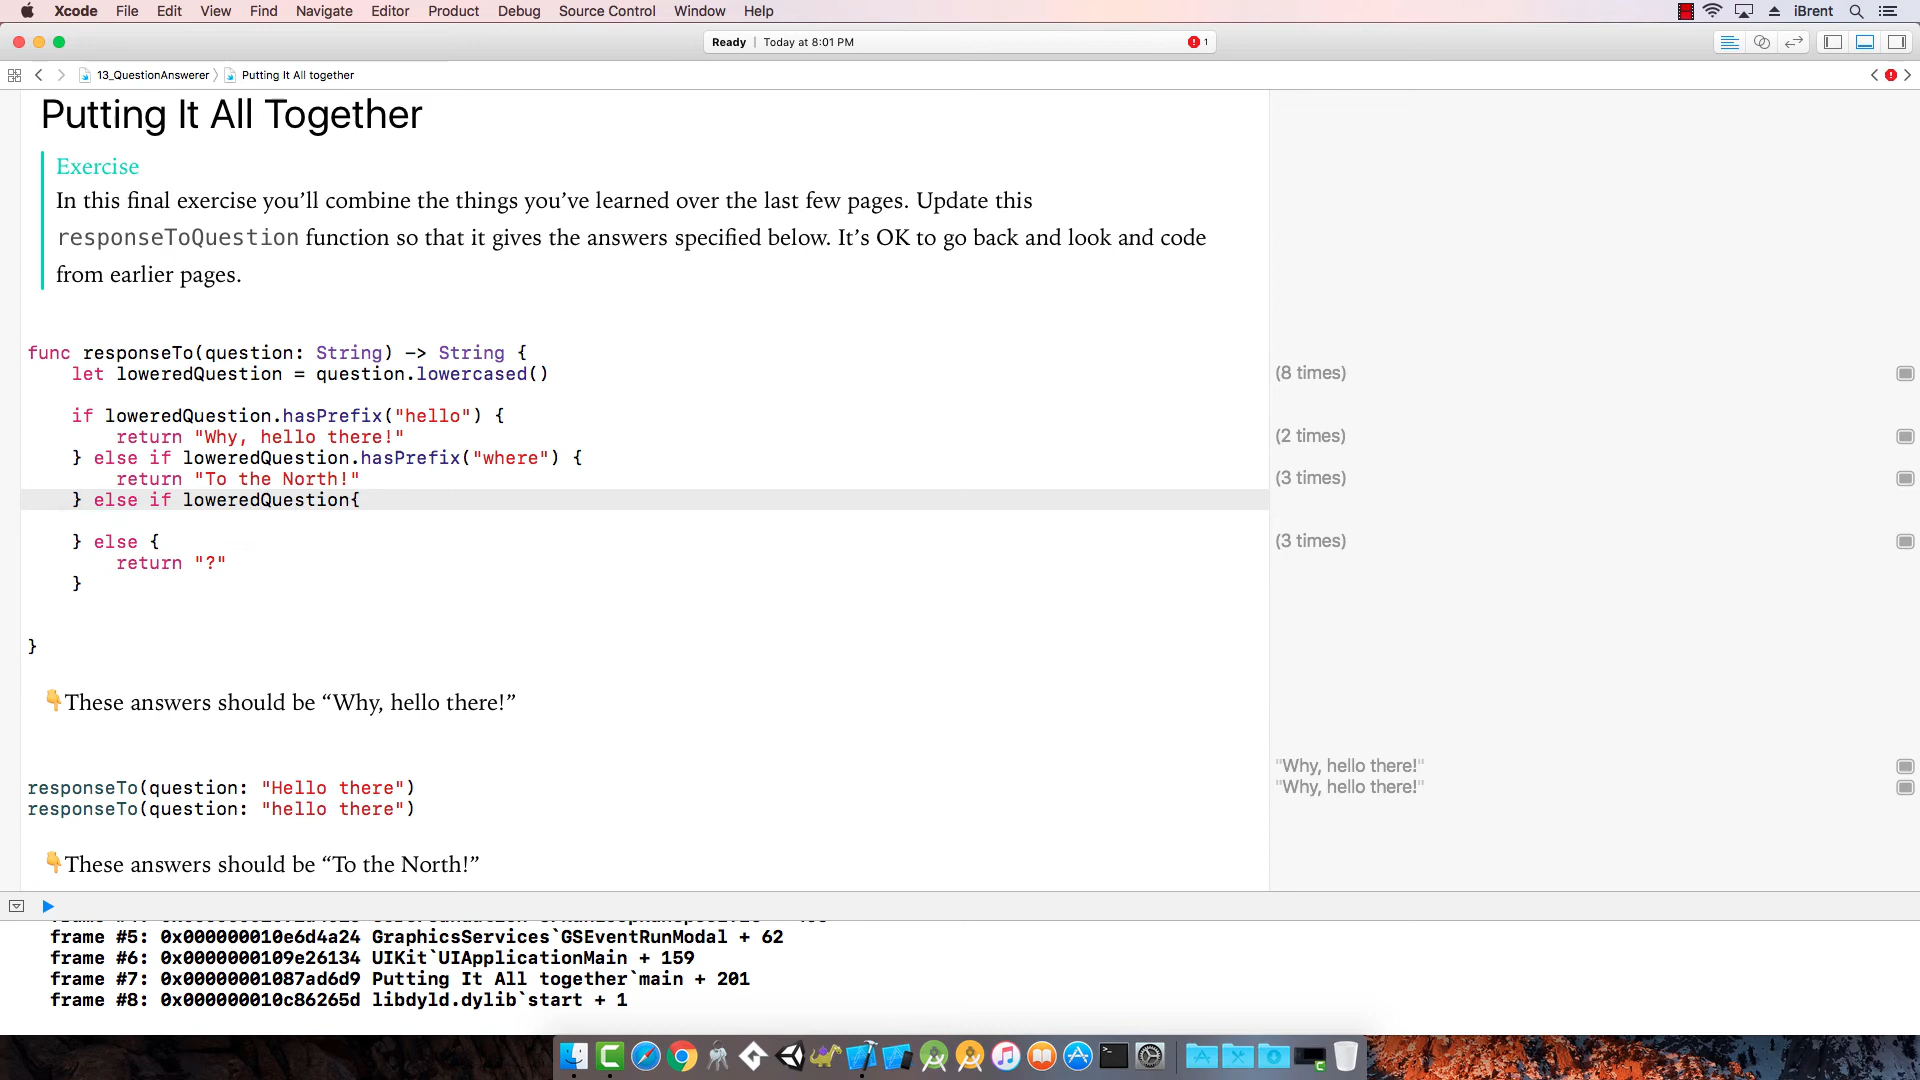 Xcode File Edit View Find Navigate Editor Product Debug Source Control Window Help iBrent
Ready | Today at 8:01 PM 1
13_QuestionAnswerer Putting It All together
Putting It All Together
Exercise
In this final exercise you’ll combine the things you’ve learned over the last few pages. Update this
responseToQuestion function so that it gives the answers specified below. It’s OK to go back and look and code
from earlier pages.
func responseTo(question: String) -> String {
let loweredQuestion = question.lowercased() (8 times)
if loweredQuestion.hasPrefix("hello") {
return "Why, hello there!" (2 times)
} else if loweredQuestion.hasPrefix("where") {
return "To the North!" (3 times)
} else if loweredQuestion{
} else { (3 times)
return "?"
}
}
👇These answers should be “Why, hello there!”
"Why, hello there!"
responseTo(question: "Hello there") "Why, hello there!"
responseTo(question: "hello there")
👇These answers should be “To the North!”
frame #5: 0x000000010e6d4a24 GraphicsServices`GSEventRunModal + 62
frame #6: 0x0000000109e26134 UIKit`UIApplicationMain + 159
frame #7: 0x00000001087ad6d9 Putting It All together`main + 201
frame #8: 0x000000010c86265d libdyld.dylib`start + 1